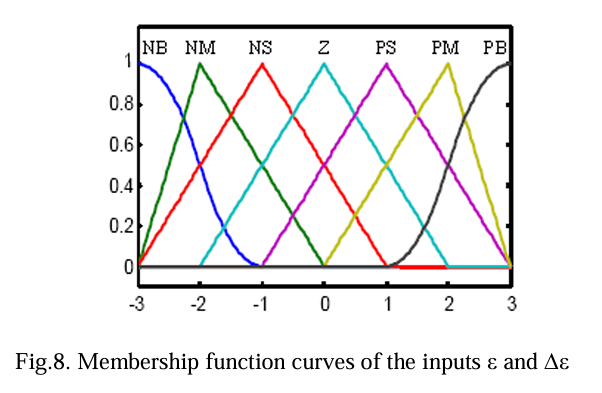 NB NM NS Z PS PM PB
1
0.8
0.6
0.4
0.2
0
-3 -2 -1 0 1 2 3
Fig.8. Membership function curves of the inputs ε and Δε